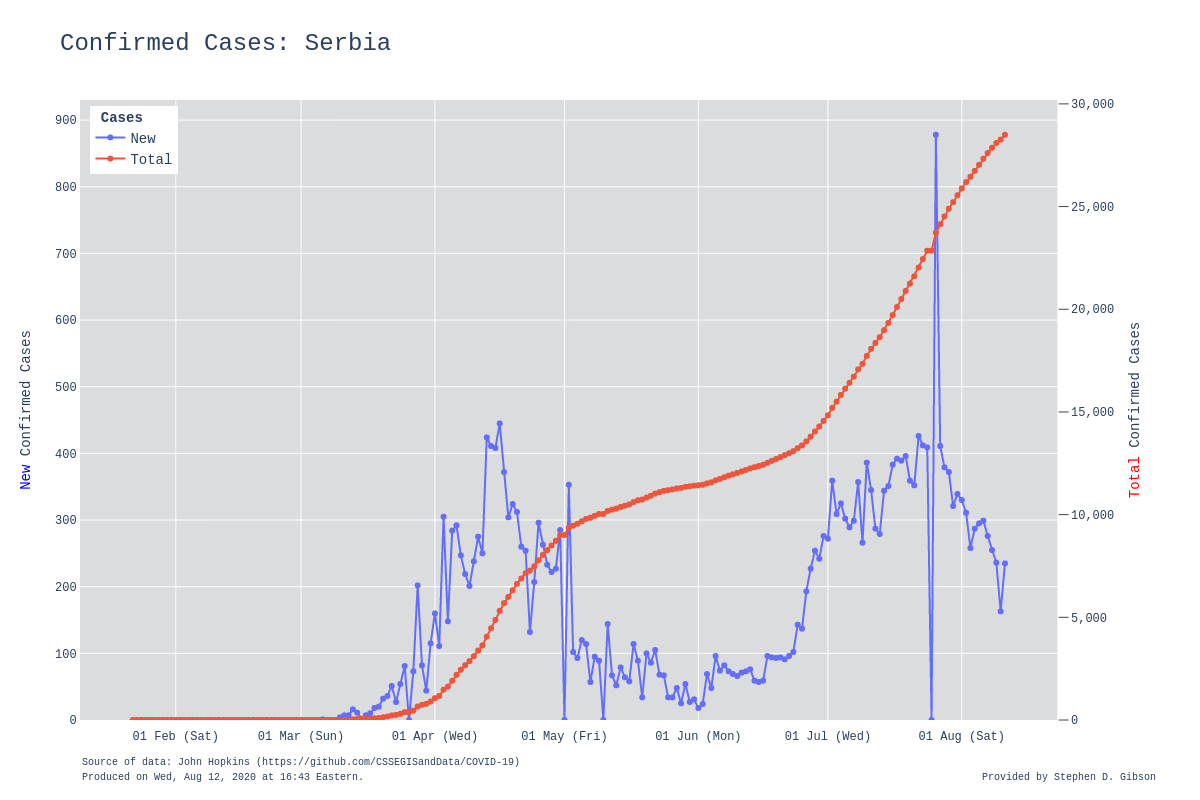 Confirmed Cases: Serbia
Cases
New
Total
900
800
700
600
500
400
300
200
100
0
30,000
25,000
20,000
15,000
10,000
5,000
0
New Confirmed Cases
Total Confirmed Cases
01 Feb (Sat)
01 Mar (Sun)
01 Apr (Wed)
01 May (Fri)
01 Jun (Mon)
01 Jul (Wed)
01 Aug (Sat)
Source of data: John Hopkins (https://github.com/CSSEGISandData/COVID-19)
Produced on Wed, Aug 12, 2020 at 16:43 Eastern.
Provided by Stephen D. Gibson